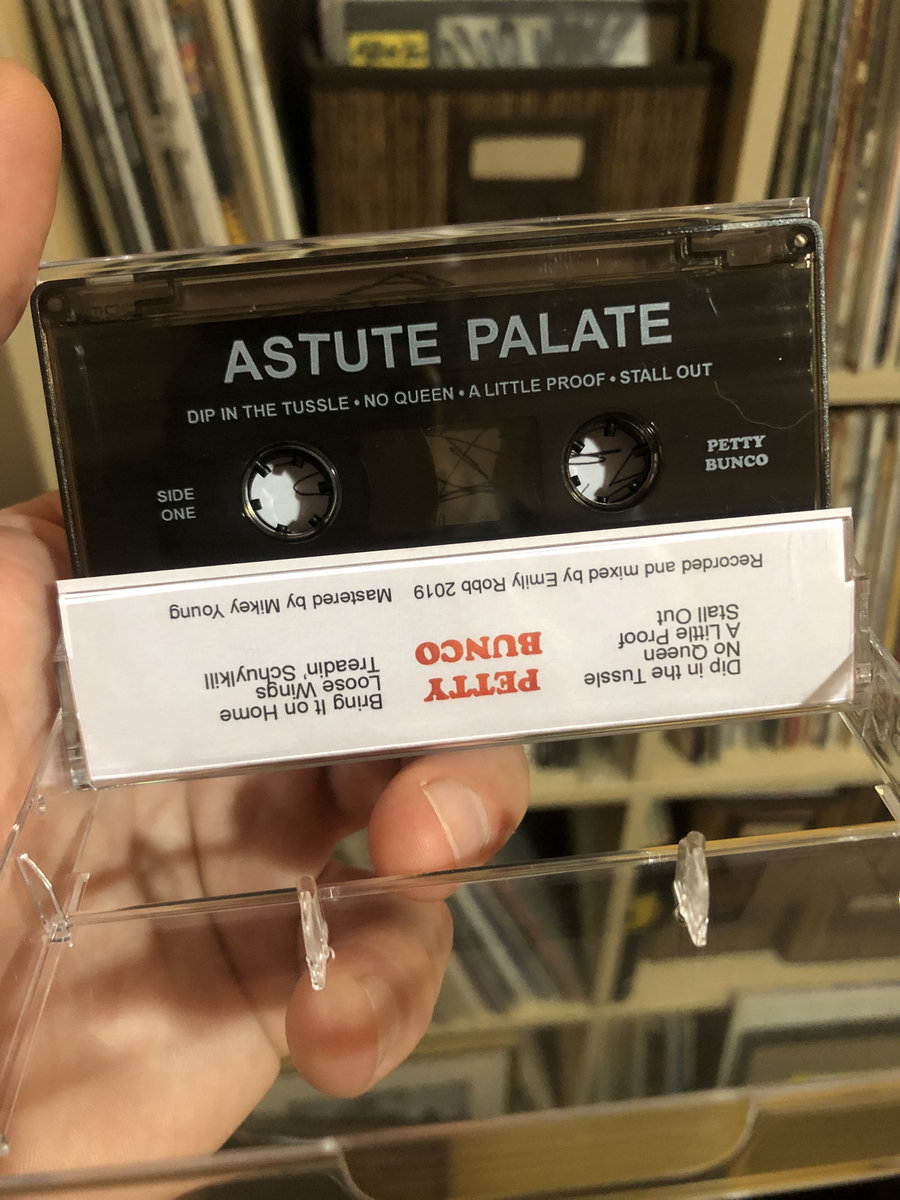 ASTUTE PALATE
DIP IN THE TUSSLE • NO QUEEN • A LITTLE PROOF • STALL OUT
SIDE
ONE
PETTY
BUNCO
Dip in the Tussle
No Queen
A Little Proof
Stall Out
PETTY
BUNCO
Bring It on Home
Loose Wings
Treadin' Schuylkill
Recorded and mixed by Emily Robb 2019 Mastered by Mikey Young